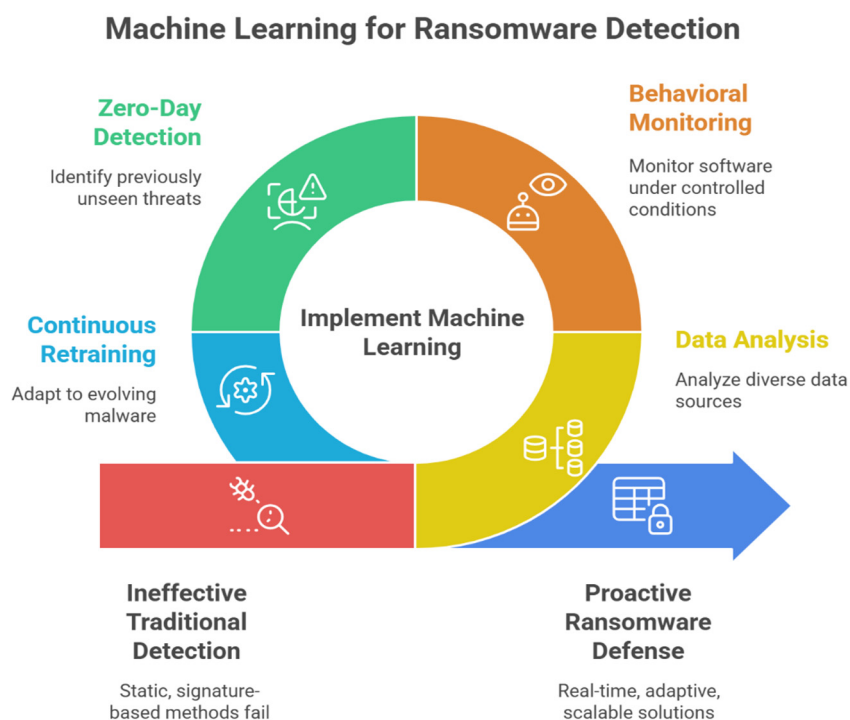 Machine Learning for Ransomware Detection
Zero-Day
Detection
Identify previously
unseen threats
Behavioral
Monitoring
Monitor software
under controlled
conditions
Implement Machine
Learning
Continuous
Retraining
Adapt to evolving
malware
Data Analysis
Analyze diverse data
sources
Ineffective
Traditional
Detection
Static, signature-
based methods fail
Proactive
Ransomware
Defense
Real-time, adaptive,
scalable solutions